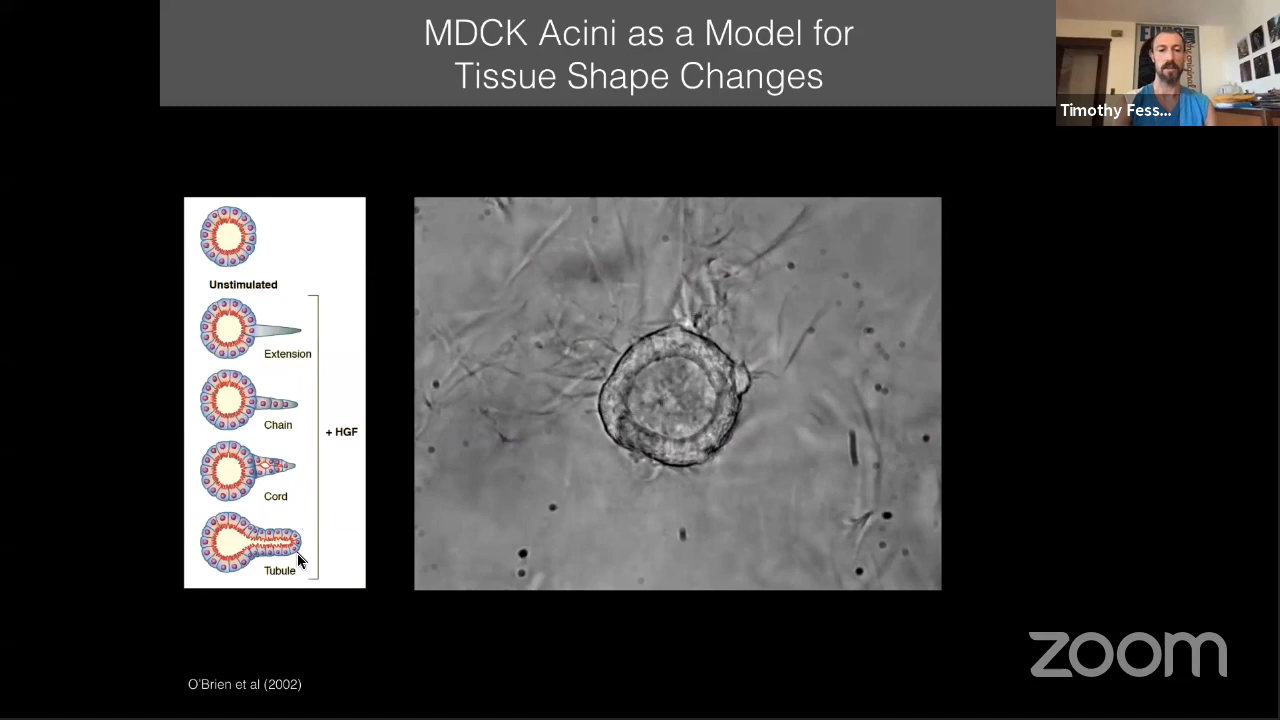 MDCK Acini as a Model for
Tissue Shape Changes
Timothy Fess...
Unstimulated
Extension
Chain
+ HGF
Cord
Tubule
O'Brien et al (2002)
zoom